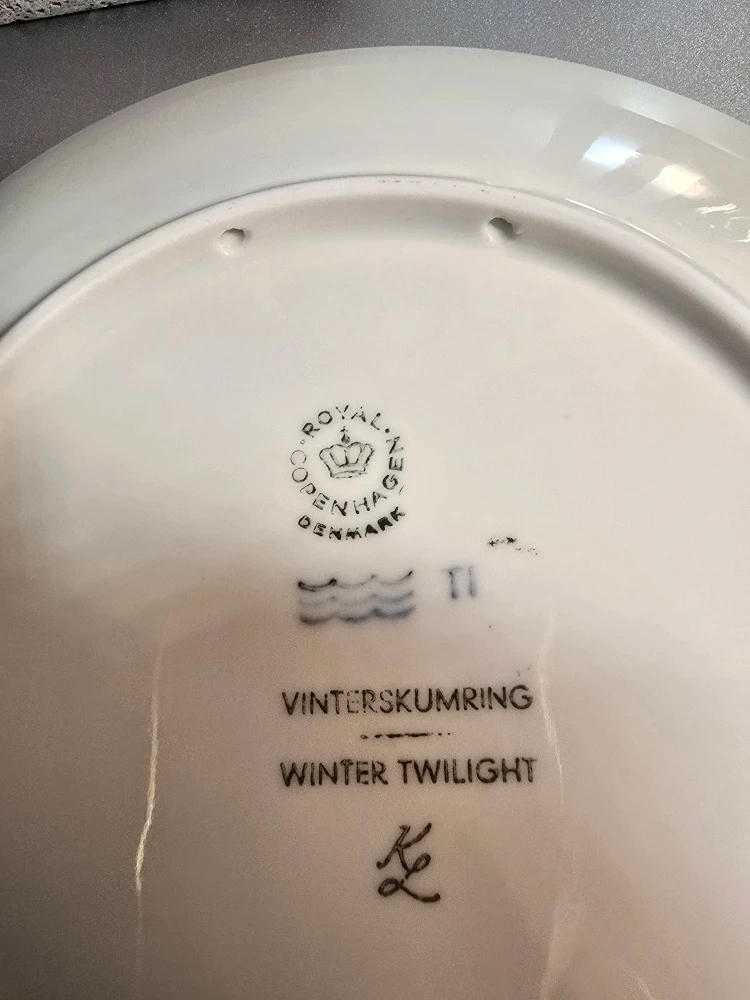 ROYAL
COPENHAGEN
DENMARK
TI
VINTERSKUMRING
WINTER TWILIGHT
KL